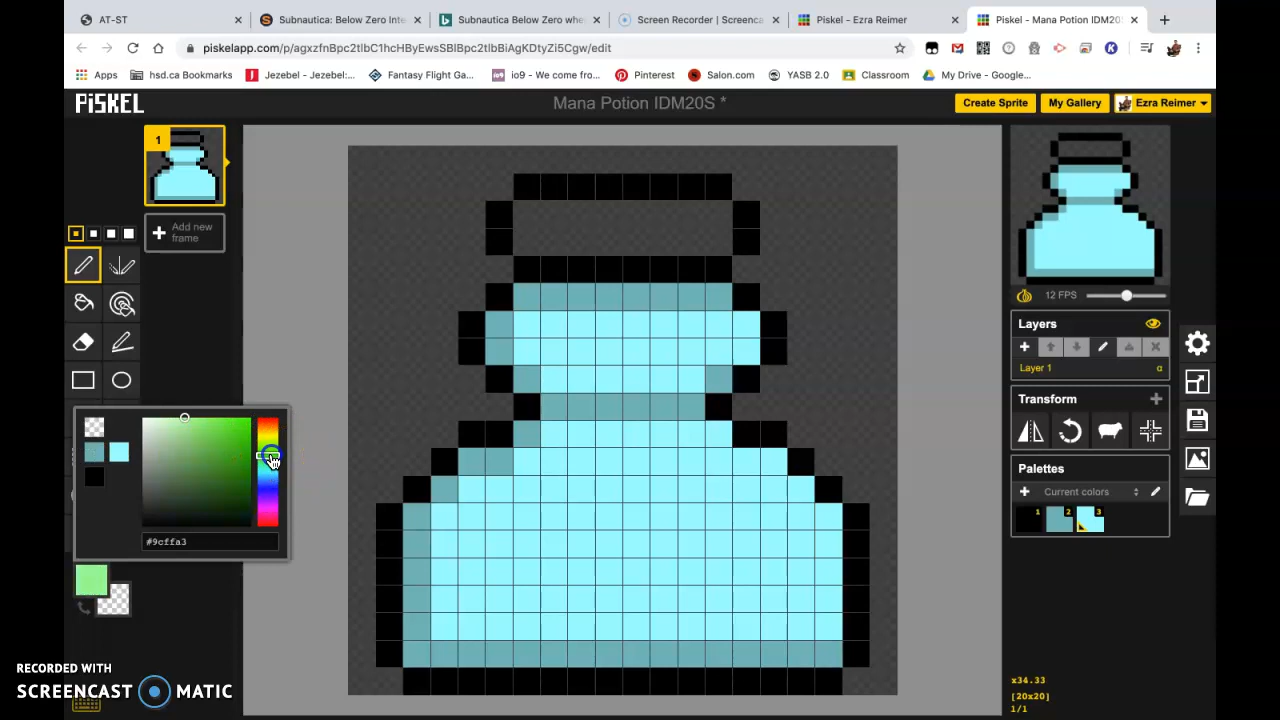 AT-ST
Subnautica: Below Zero Inte
Subnautica Below Zero whe
Screen Recorder | Screenca
Piskel - Ezra Reimer
Piskel - Mana Potion IDM20
piskelapp.com/p/agxzfnBpc2tlbC1hcHByEwsSBlBpc2tlbBiAgKDtyZi5Cgw/edit
Apps hsd.ca Bookmarks Jezebel - Jezebel:... Fantasy Flight Ga... io9 - We come fro... Pinterest Salon.com YASB 2.0 Classroom My Drive - Google...
PiSKEL
Mana Potion IDM20S *
Create Sprite
My Gallery
Ezra Reimer
1
Add new
frame
12 FPS
Layers
Layer 1
α
Transform
Palettes
Current colors
1 2 3
#9cffa3
x34.33
[20x20]
1/1
RECORDED WITH
SCREENCAST MATIC